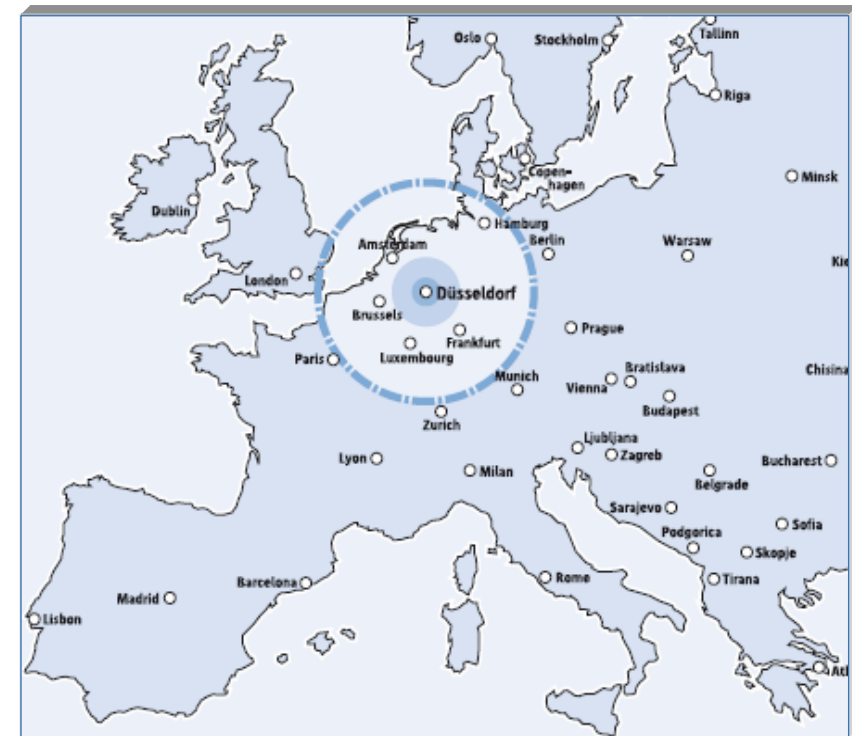 Oslo
Stockholm
Tallinn
Riga
Copen-
hagen
Minsk
Dublin
Hamburg
Berlin
Warsaw
Amsterdam
Kie
London
Düsseldorf
Brussels
Prague
Frankfurt
Luxembourg
Paris
Bratislava
Chisina
Munich
Vienna
Budapest
Zurich
Ljubljana
Zagreb
Lyon
Bucharest
Milan
Belgrade
Sarajevo
Sofia
Podgorica
Skopje
Rome
Tirana
Barcelona
Madrid
Lisbon
Atl